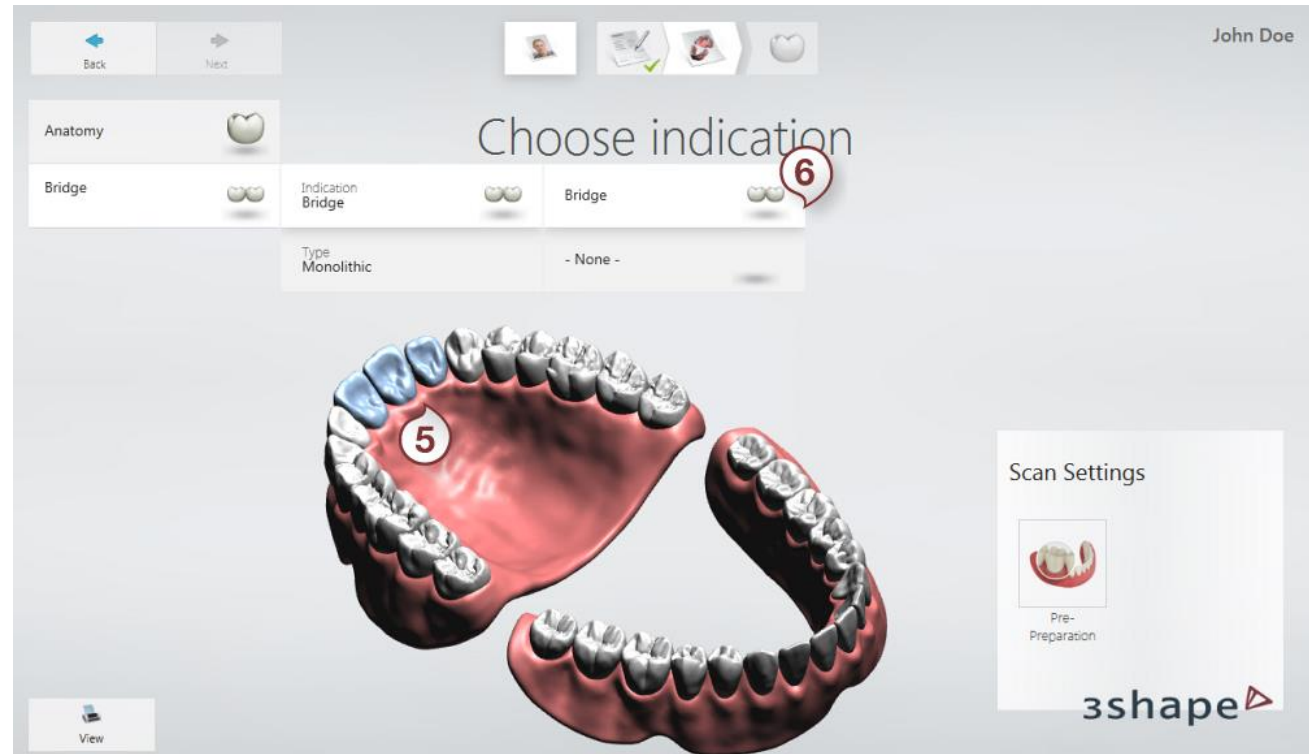 Back
Next
John Doe
Choose indication
Anatomy
Bridge
Indication
Bridge
Bridge
6
Type
Monolithic
- None -
5
Scan Settings
Pre-
Preparation
3shape
View